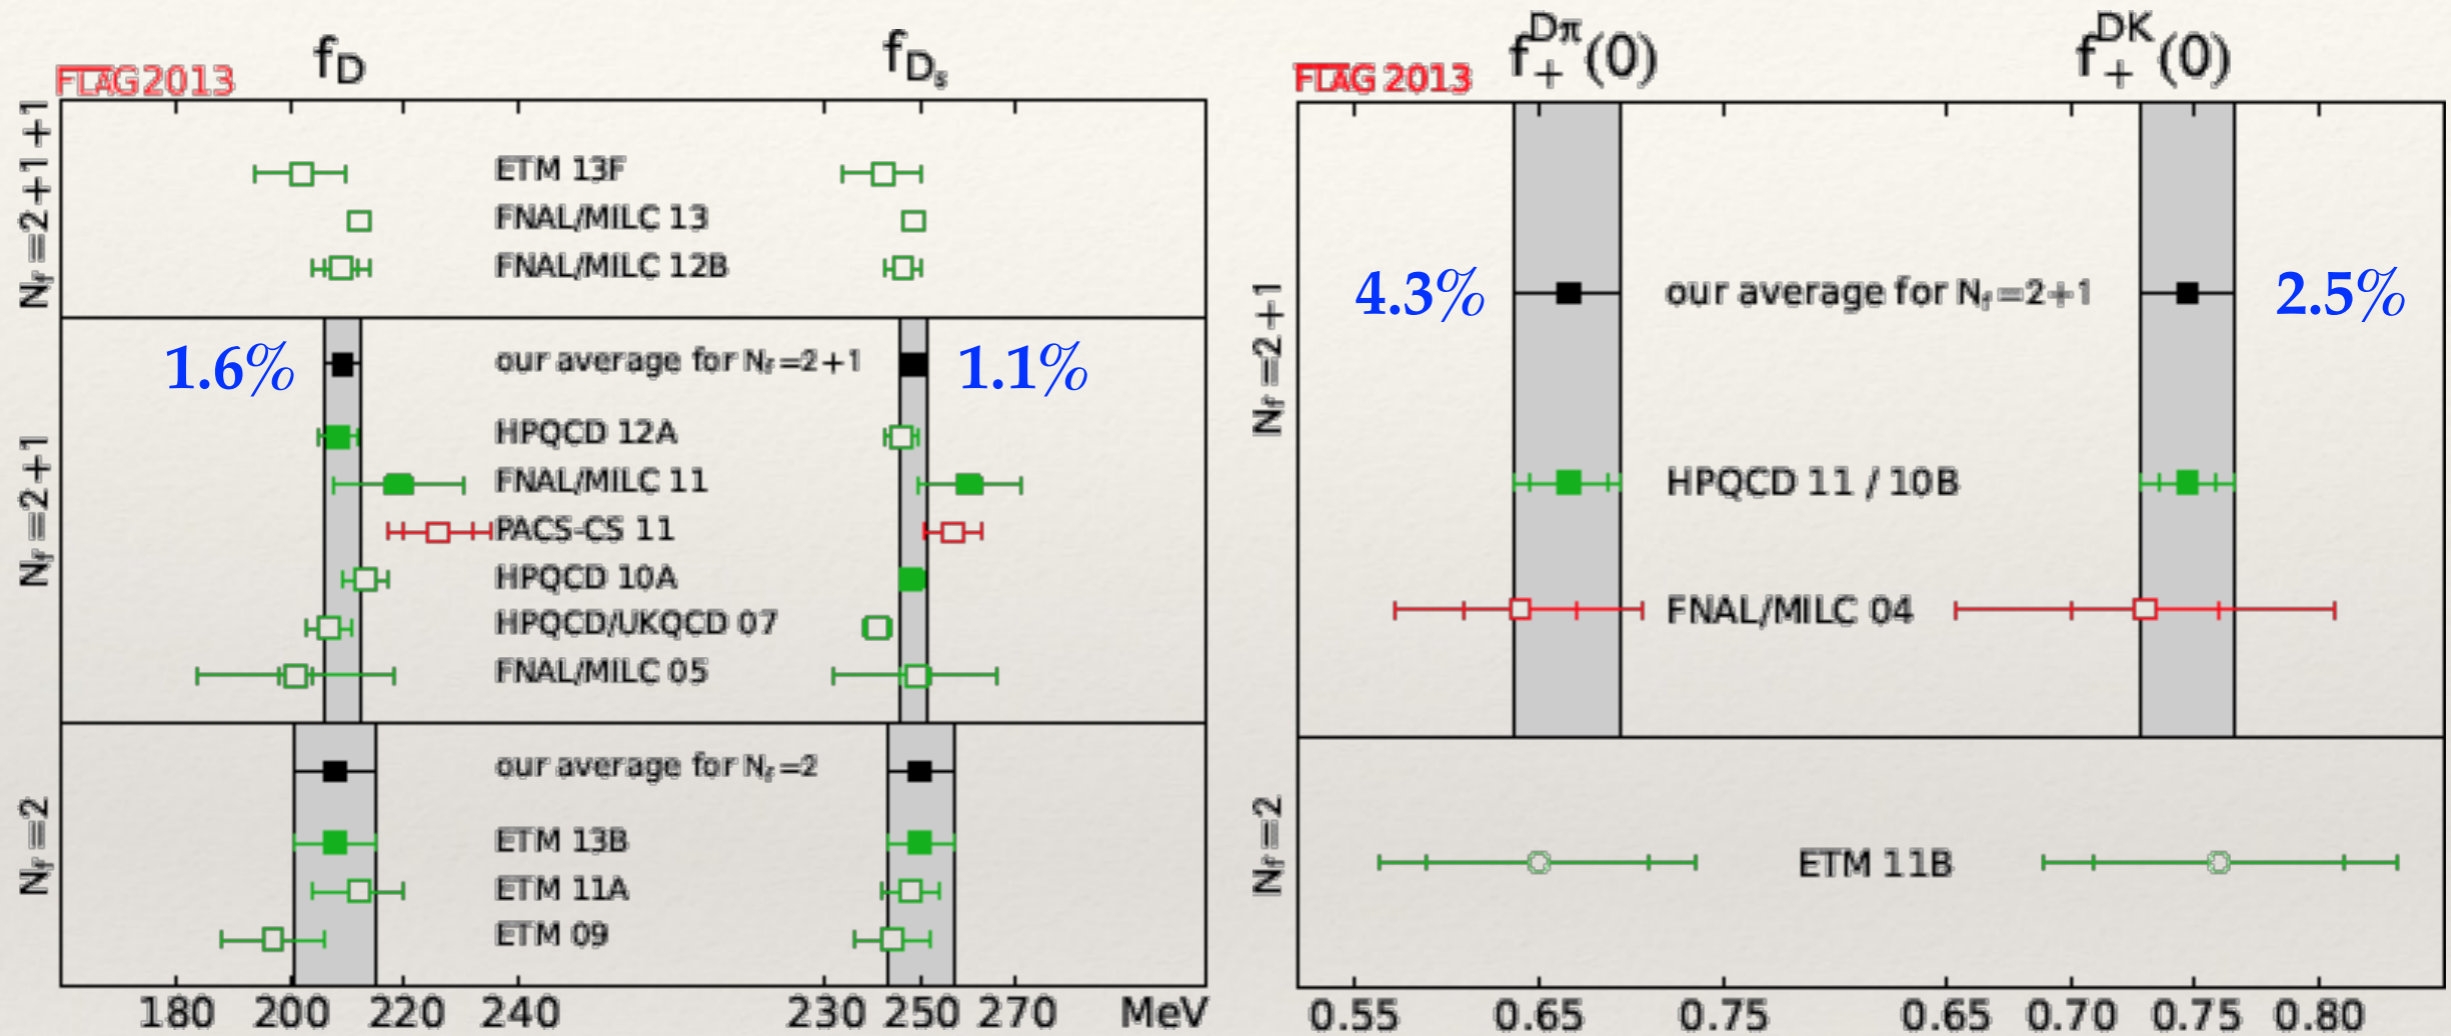 f_D
f_{D_s}
FLAG2013
N_f=2+1+1
ETM 13F
FNAL/MILC 13
FNAL/MILC 12B
N_f=2+1
1.6%
our average for N_f=2+1
1.1%
HPQCD 12A
FNAL/MILC 11
PACS-CS 11
HPQCD 10A
HPQCD/UKQCD 07
FNAL/MILC 05
N_f=2
our average for N_f=2
ETM 13B
ETM 11A
ETM 09
180 200 220 240 230 250 270 MeV
f_+^{Dπ}(0)
f_+^{DK}(0)
FLAG 2013
N_f=2+1
4.3%
our average for N_f=2+1
2.5%
HPQCD 11 / 10B
FNAL/MILC 04
N_f=2
ETM 11B
0.55 0.65 0.75 0.65 0.70 0.75 0.80